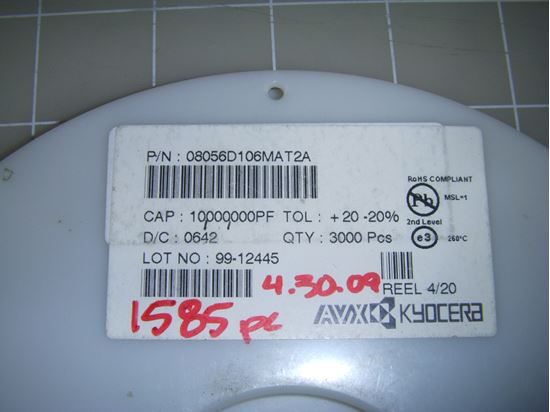 P/N : 08056D106MAT2A
RoHS COMPLIANT
Pb
MSL=1
2nd Level
CAP : 10000000PF TOL : +20 -20%
e3
260°C
D/C : 0642 QTY : 3000 Pcs
LOT NO : 99-12445
4.30.09
REEL 4/20
1585 pc
AVX KYOCERA